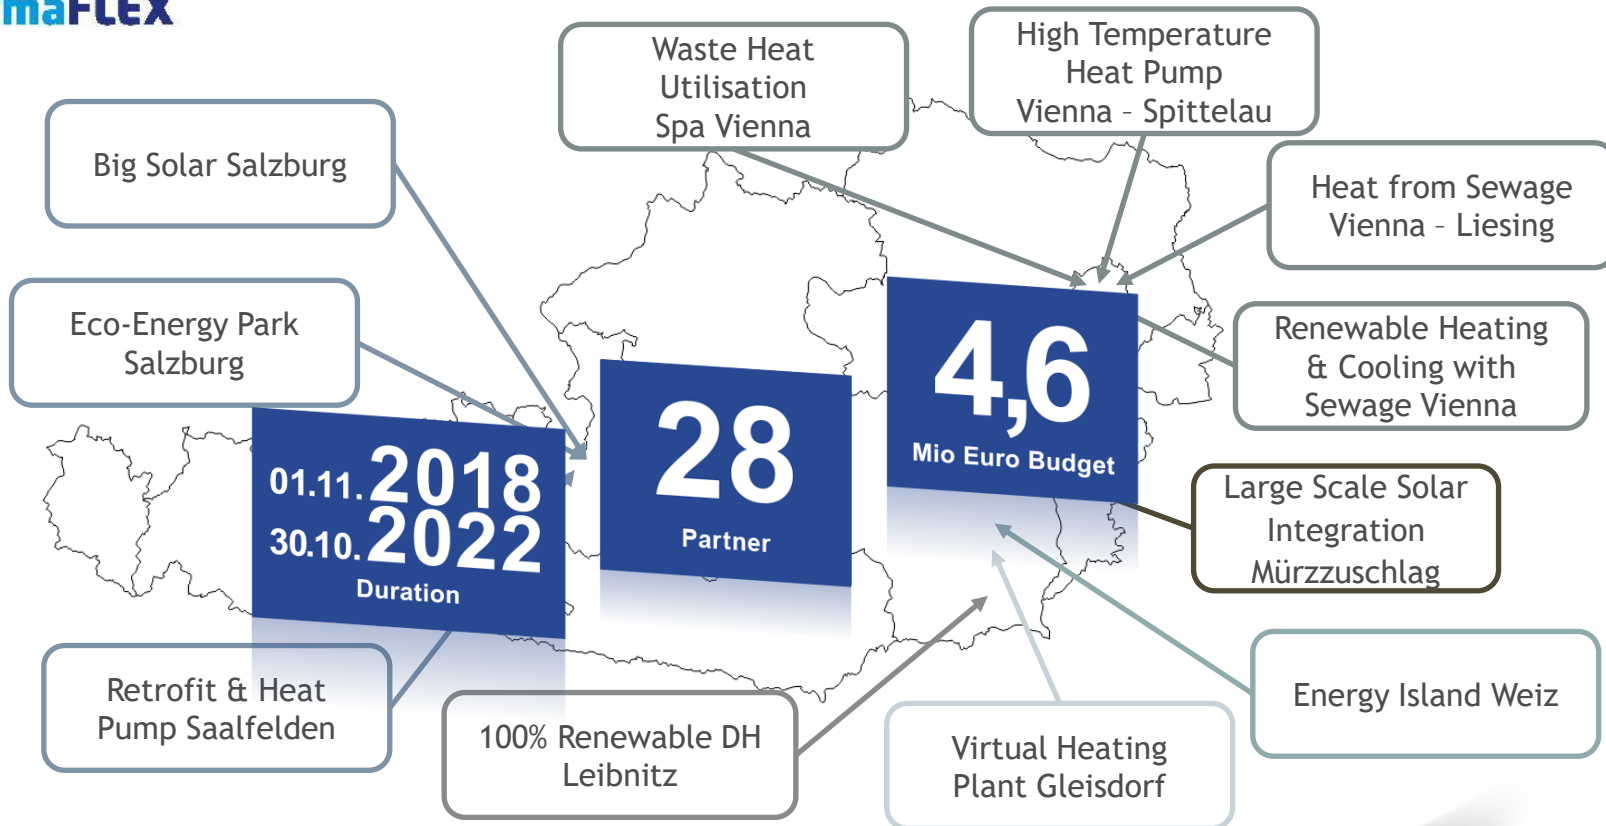 maFLEX
Waste Heat
Utilisation
Spa Vienna
High Temperature
Heat Pump
Vienna – Spittelau
Big Solar Salzburg
Heat from Sewage
Vienna – Liesing
Eco-Energy Park
Salzburg
Renewable Heating
& Cooling with
Sewage Vienna
4,6
Mio Euro Budget
28
Partner
01.11.2018
30.10.2022
Duration
Large Scale Solar
Integration
Mürzzuschlag
Retrofit & Heat
Pump Saalfelden
100% Renewable DH
Leibnitz
Virtual Heating
Plant Gleisdorf
Energy Island Weiz